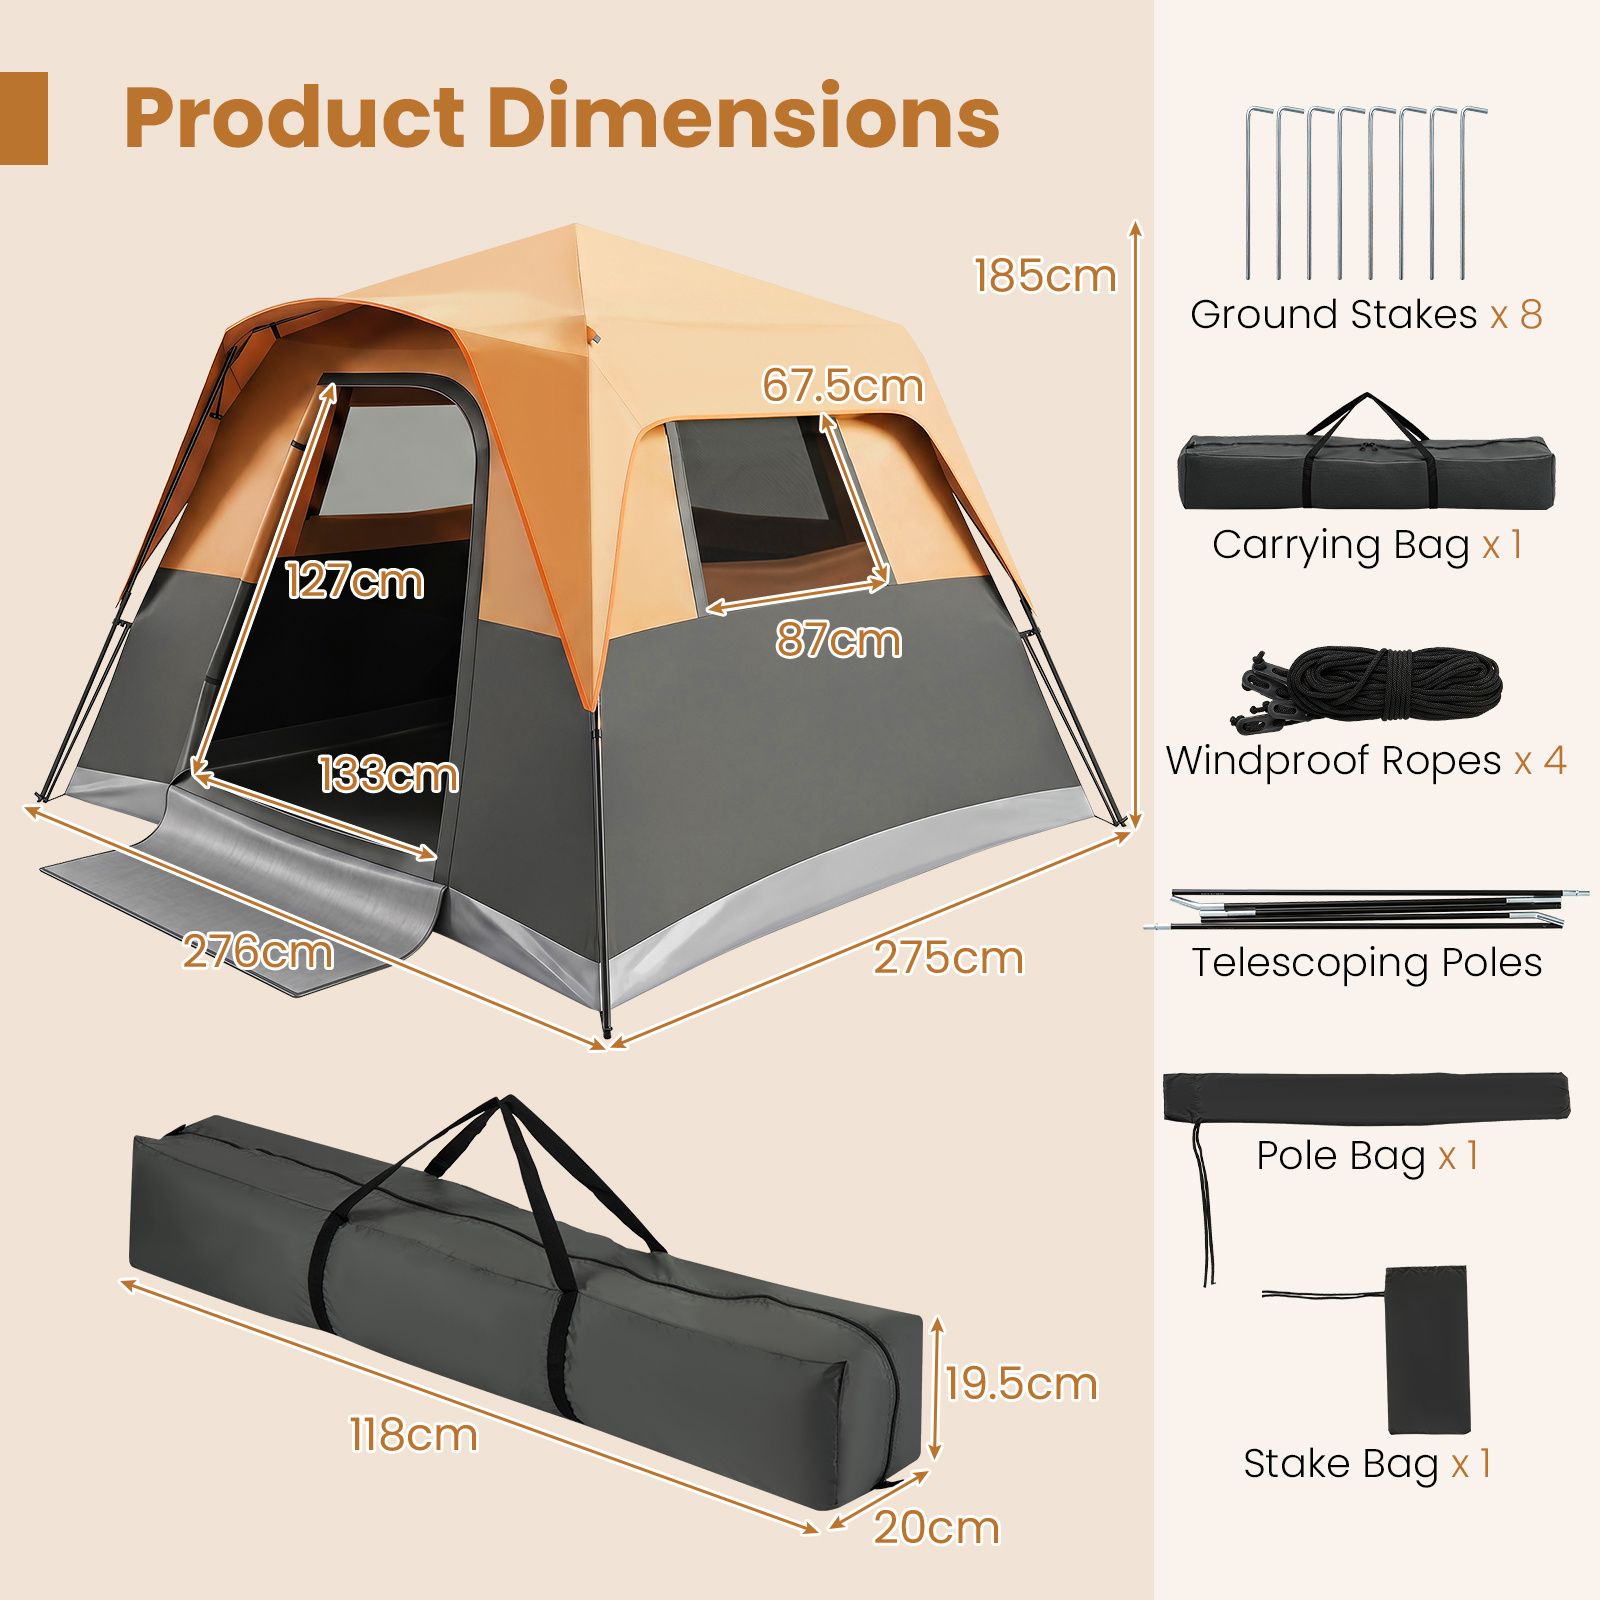 Product Dimensions
185cm
67.5cm
127cm
87cm
133cm
276cm
275cm
118cm
19.5cm
20cm
Ground Stakes x 8
Carrying Bag x 1
Windproof Ropes x 4
Telescoping Poles
Pole Bag x 1
Stake Bag x 1